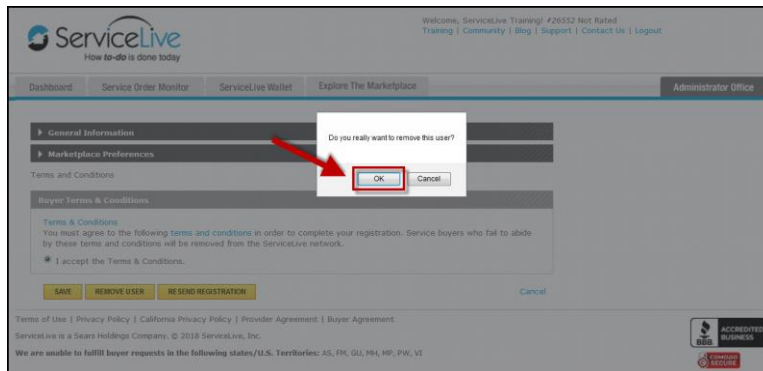 Welcome, ServiceLive Training! #26552 Not Rated
Training | Community | Blog | Support | Contact Us | Logout
ServiceLive
How to-do is done today
Dashboard Service Order Monitor ServiceLive Wallet Explore The Marketplace Administrator Office
General Information
Do you really want to remove this user?
Marketplace Preferences
OK Cancel
Terms and Conditions
Buyer Terms & Conditions
Terms & Conditions
You must agree to the following terms and conditions in order to complete your registration. Service buyers who fail to abide
by these terms and conditions will be removed from the ServiceLive network.
I accept the Terms & Conditions.
SAVE REMOVE USER RESEND REGISTRATION Cancel
Terms of Use | Privacy Policy | California Privacy Policy | Provider Agreement | Buyer Agreement
ServiceLive is a Sears Holdings Company. © 2018 ServiceLive, Inc.
We are unable to fulfill buyer requests in the following states/U.S. Territories: AS, FM, GU, MH, MP, PW, VI
BBB ACCREDITED BUSINESS
COMODO SECURE